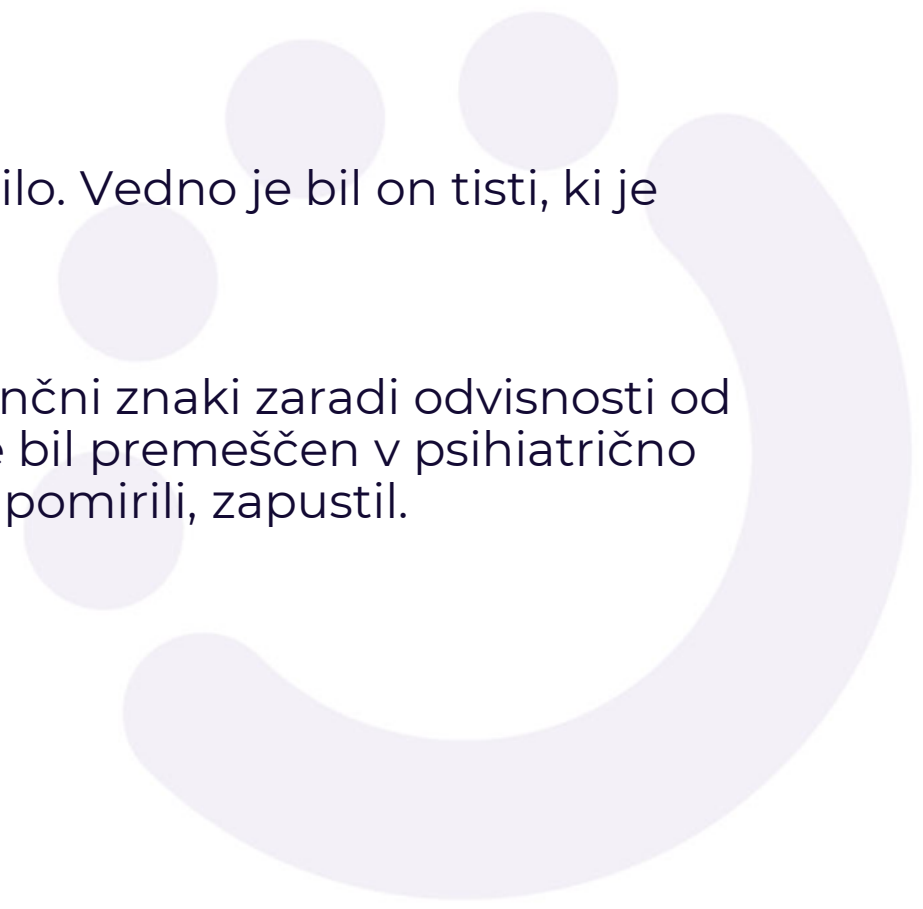 ilo. Vedno je bil on tisti, ki je
nčni znaki zaradi odvisnosti od
e bil premeščen v psihiatrično
pomirili, zapustil.